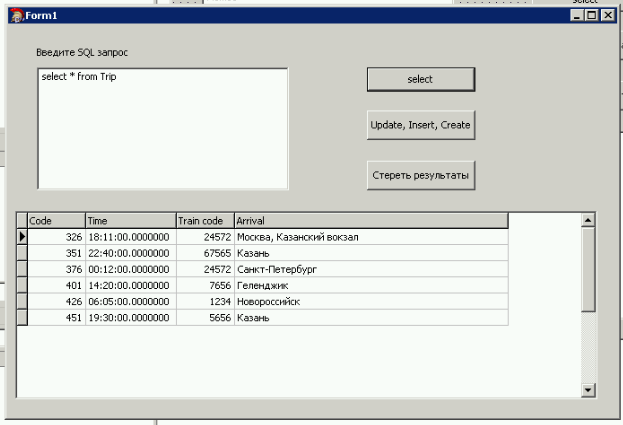 select
Form1
Введите SQL запрос
select * from Trip
select
Update, Insert, Create
Стереть результаты
Code Time Train code Arrival
326 18:11:00.0000000 24572 Москва, Казанский вокзал
351 22:40:00.0000000 67565 Казань
376 00:12:00.0000000 24572 Санкт-Петербург
401 14:20:00.0000000 7656 Геленджик
426 06:05:00.0000000 1234 Новороссийск
451 19:30:00.0000000 5656 Казань